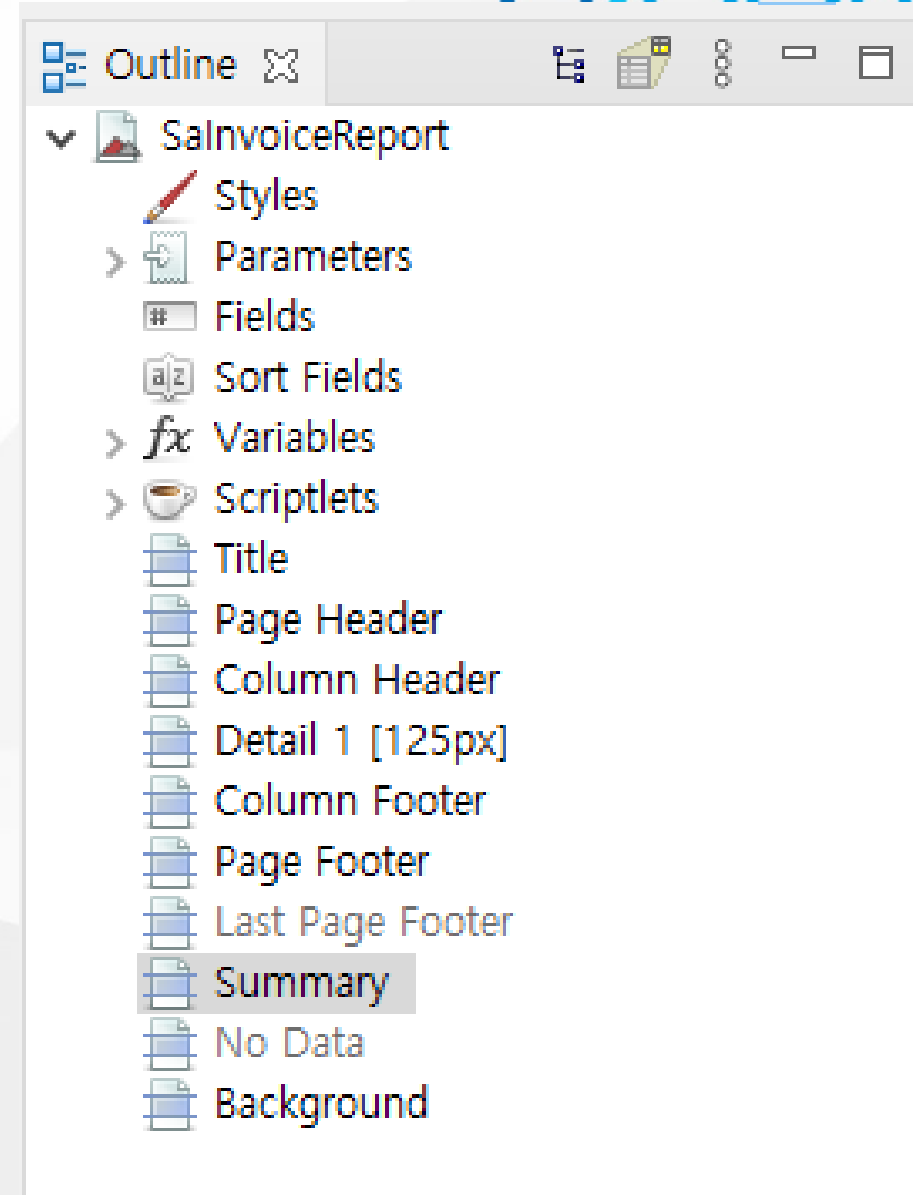 Outline
SaInvoiceReport
Styles
Parameters
#
Fields
a z
Sort Fields
fx Variables
Scriptlets
Title
Page Header
Column Header
Detail 1 [125px]
Column Footer
Page Footer
Last Page Footer
Summary
No Data
Background